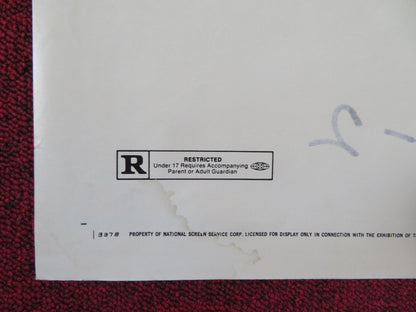 R
RESTRICTED
Under 17 Requires Accompanying
Parent or Adult Guardian
PROPERTY OF NATIONAL SCREEN SERVICE CORP. LICENSED FOR DISPLAY ONLY IN CONNECTION WITH THE EXHIBITION OF